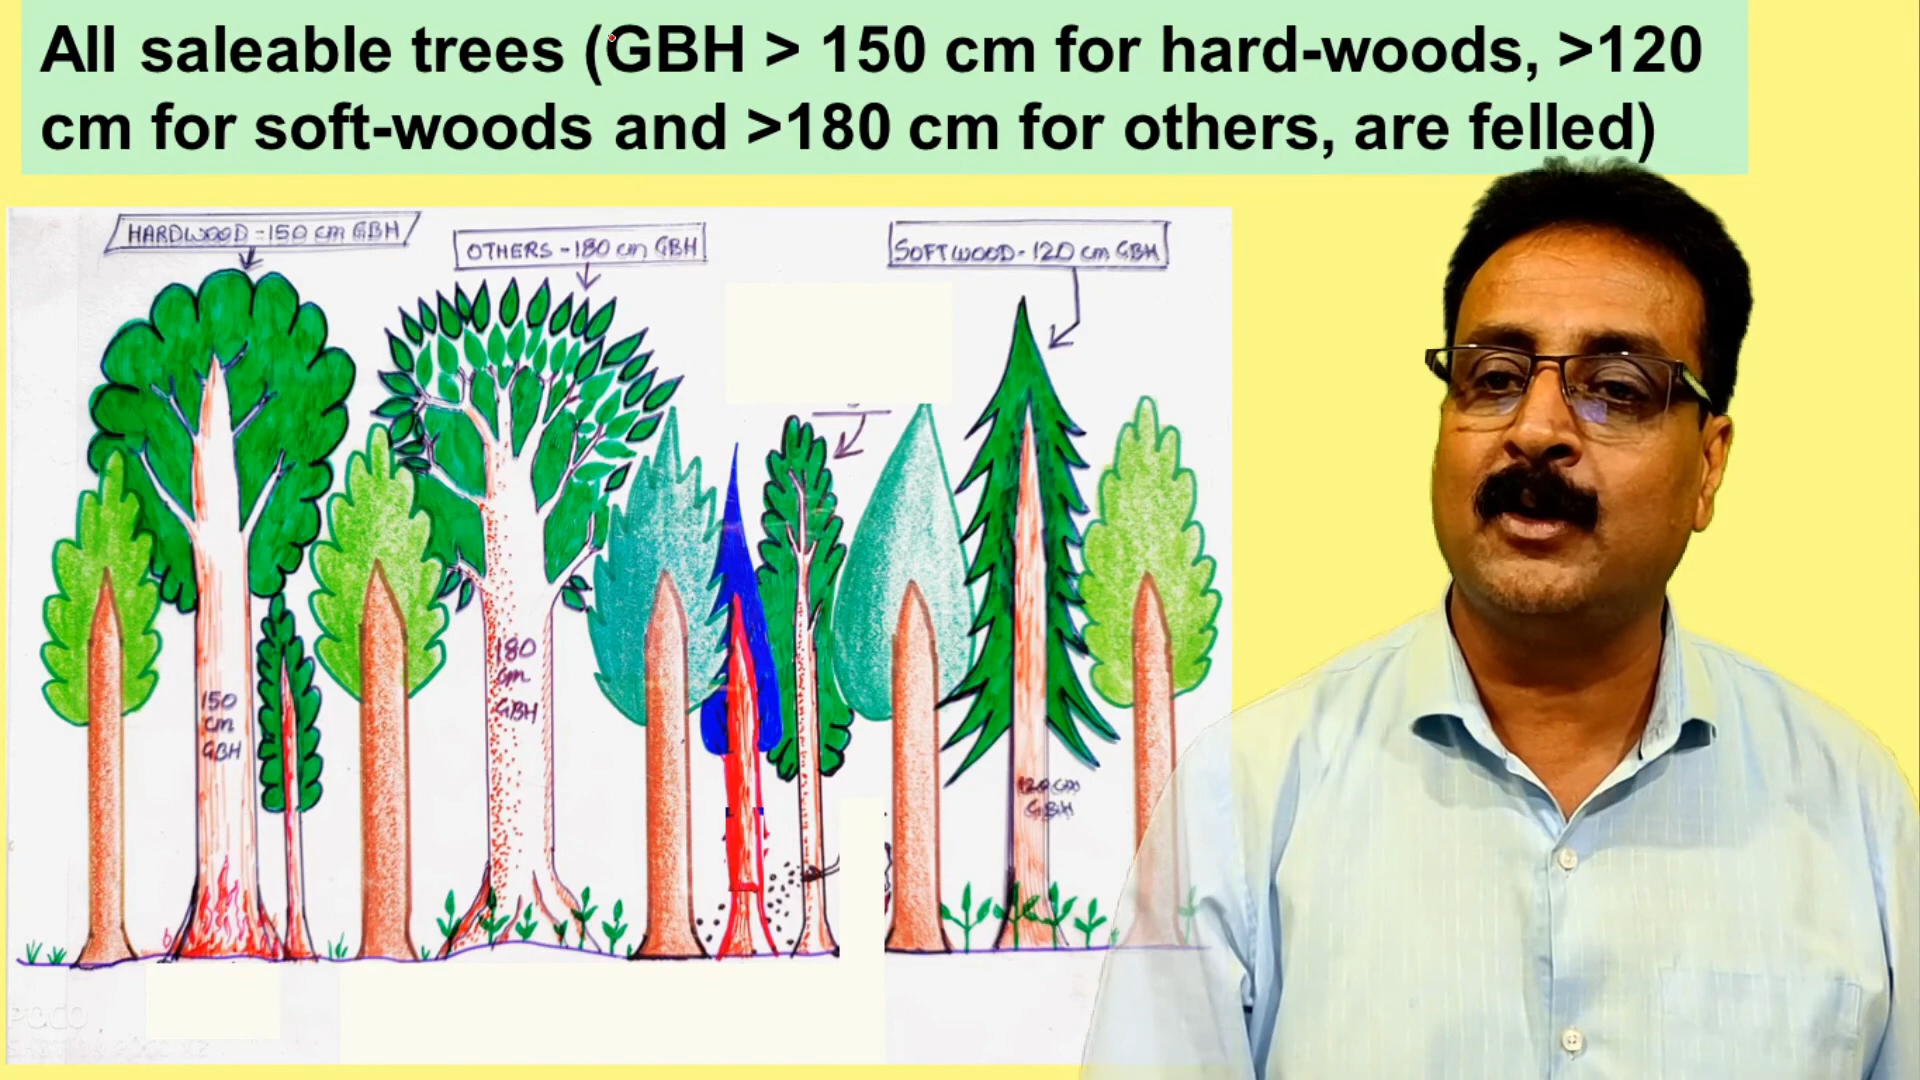 All saleable trees (GBH > 150 cm for hard-woods, >120
cm for soft-woods and >180 cm for others, are felled)
HARDWOOD-150 cm GBH
OTHERS-180 cm GBH
SOFTWOOD-120 cm GBH
150
cm
GBH
180
cm
GBH
120 cm
GBH
POCO